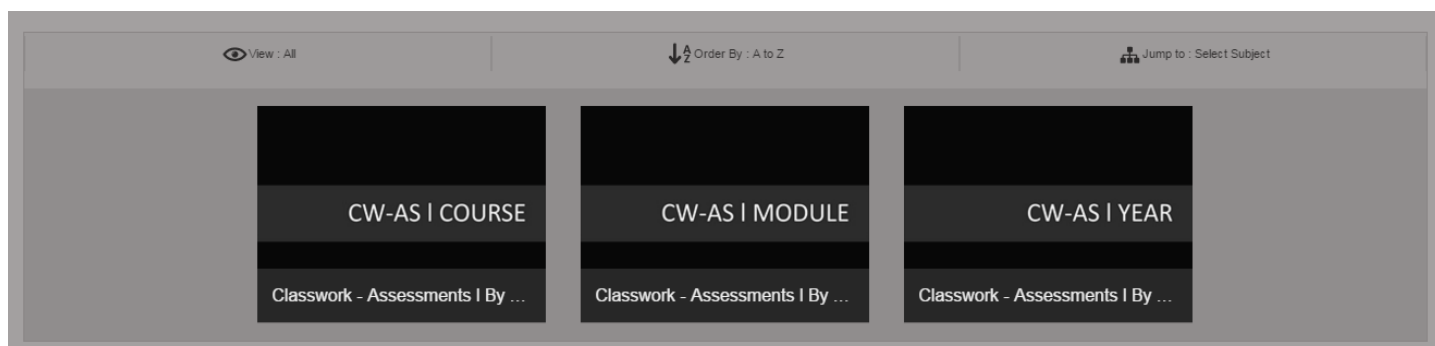 View : All
Order By : A to Z
Jump to : Select Subject
CW-AS I COURSE
CW-AS I MODULE
CW-AS I YEAR
Classwork - Assessments I By ...
Classwork - Assessments I By ...
Classwork - Assessments I By ...